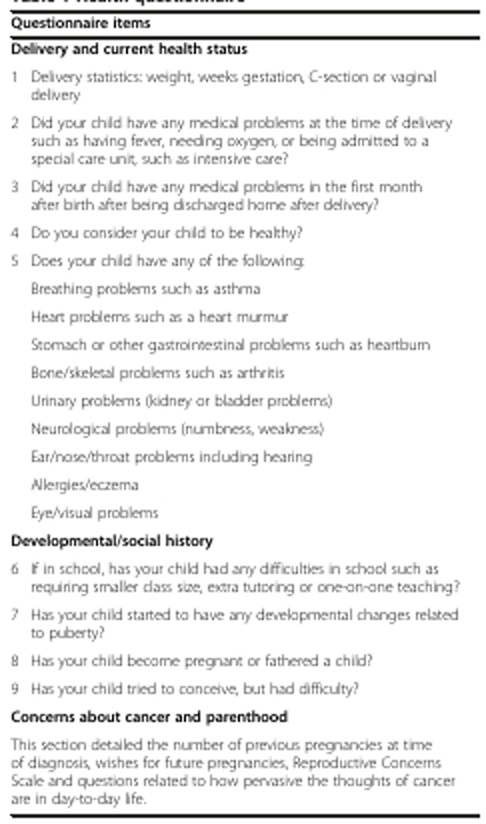 Table 1 Health questionnaire
Questionnaire items
Delivery and current health status
1 Delivery statistics: weight, weeks gestation, C-section or vaginal
delivery
2 Did your child have any medical problems at the time of delivery
such as having fever, needing oxygen, or being admitted to a
special care unit, such as intensive care?
3 Did your child have any medical problems in the first month
after birth after being discharged home after delivery?
4 Do you consider your child to be healthy?
5 Does your child have any of the following:
Breathing problems such as asthma
Heart problems such as a heart murmur
Stomach or other gastrointestinal problems such as heartburn
Bone/skeletal problems such as arthritis
Urinary problems (kidney or bladder problems)
Neurological problems (numbness, weakness)
Ear/nose/throat problems including hearing
Allergies/eczema
Eye/visual problems
Developmental/social history
6 If in school, has your child had any difficulties in school such as
requiring smaller class size, extra tutoring or one-on-one teaching?
7 Has your child started to have any developmental changes related
to puberty?
8 Has your child become pregnant or fathered a child?
9 Has your child tried to conceive, but had difficulty?
Concerns about cancer and parenthood
This section detailed the number of previous pregnancies at time
of diagnosis, wishes for future pregnancies, Reproductive Concerns
Scale and questions related to how pervasive the thoughts of cancer
are in day-to-day life.